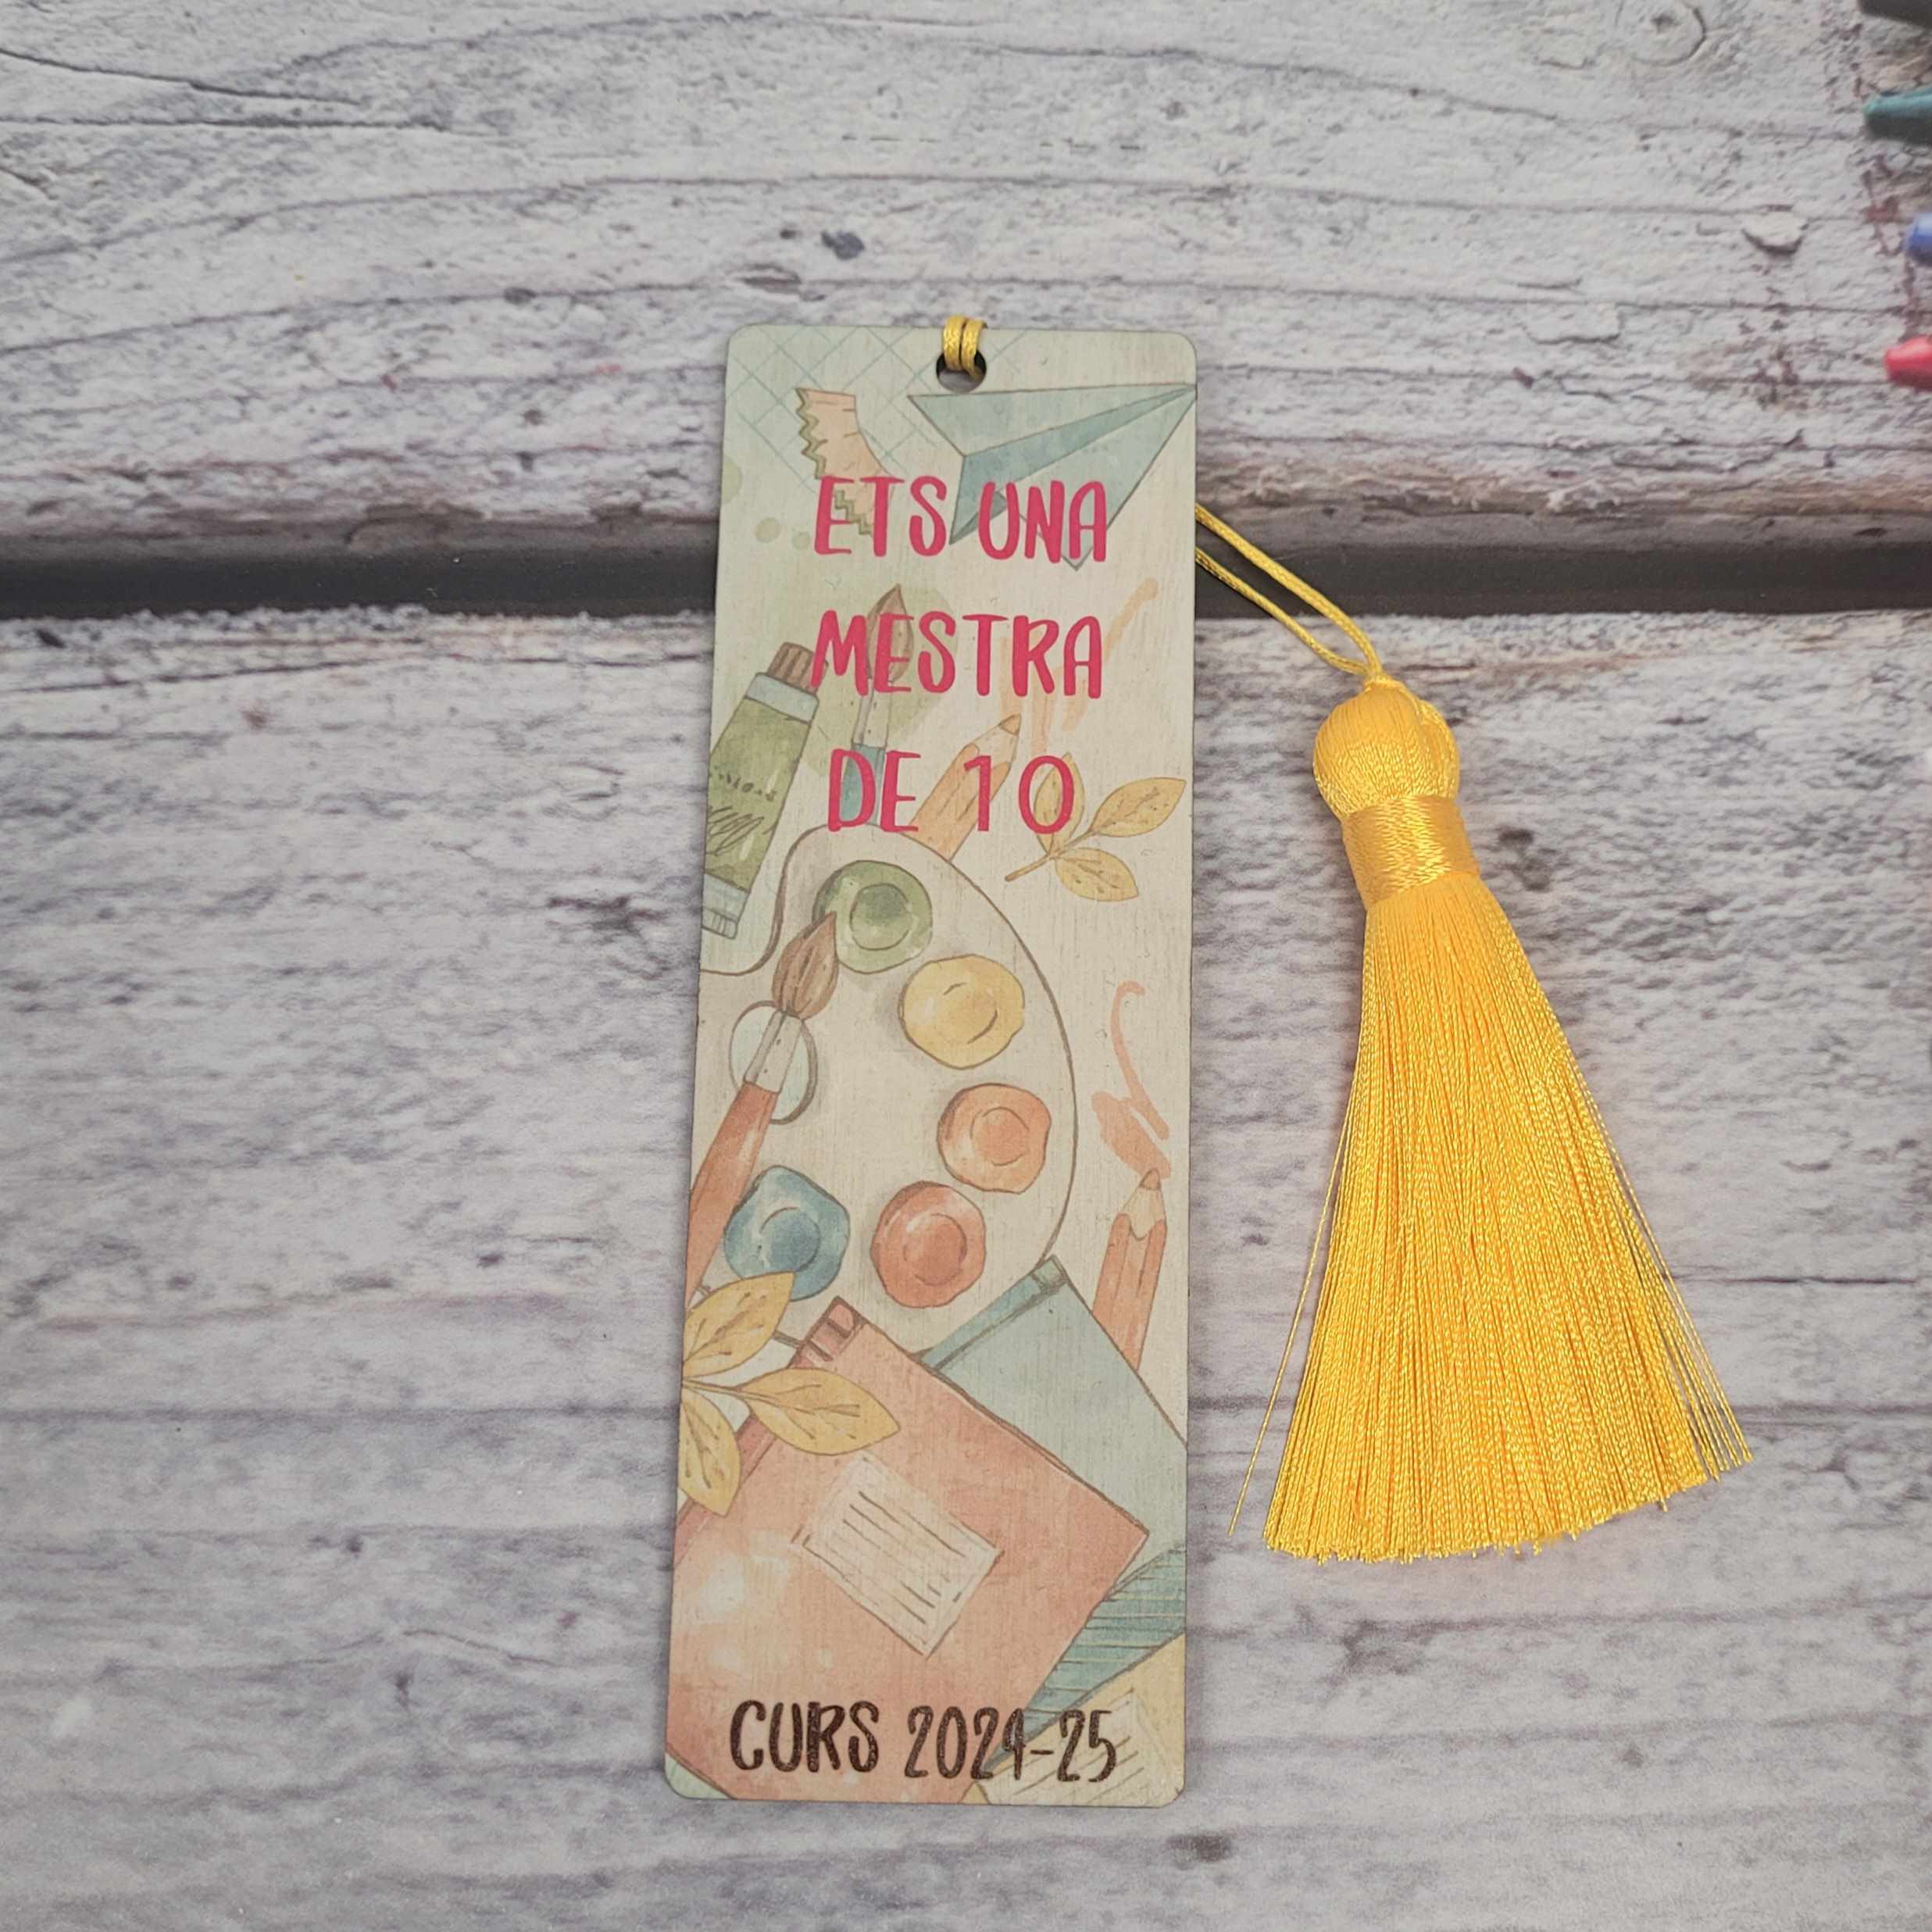 ETS UNA
MESTRA
DE 10
CURS 2024-25